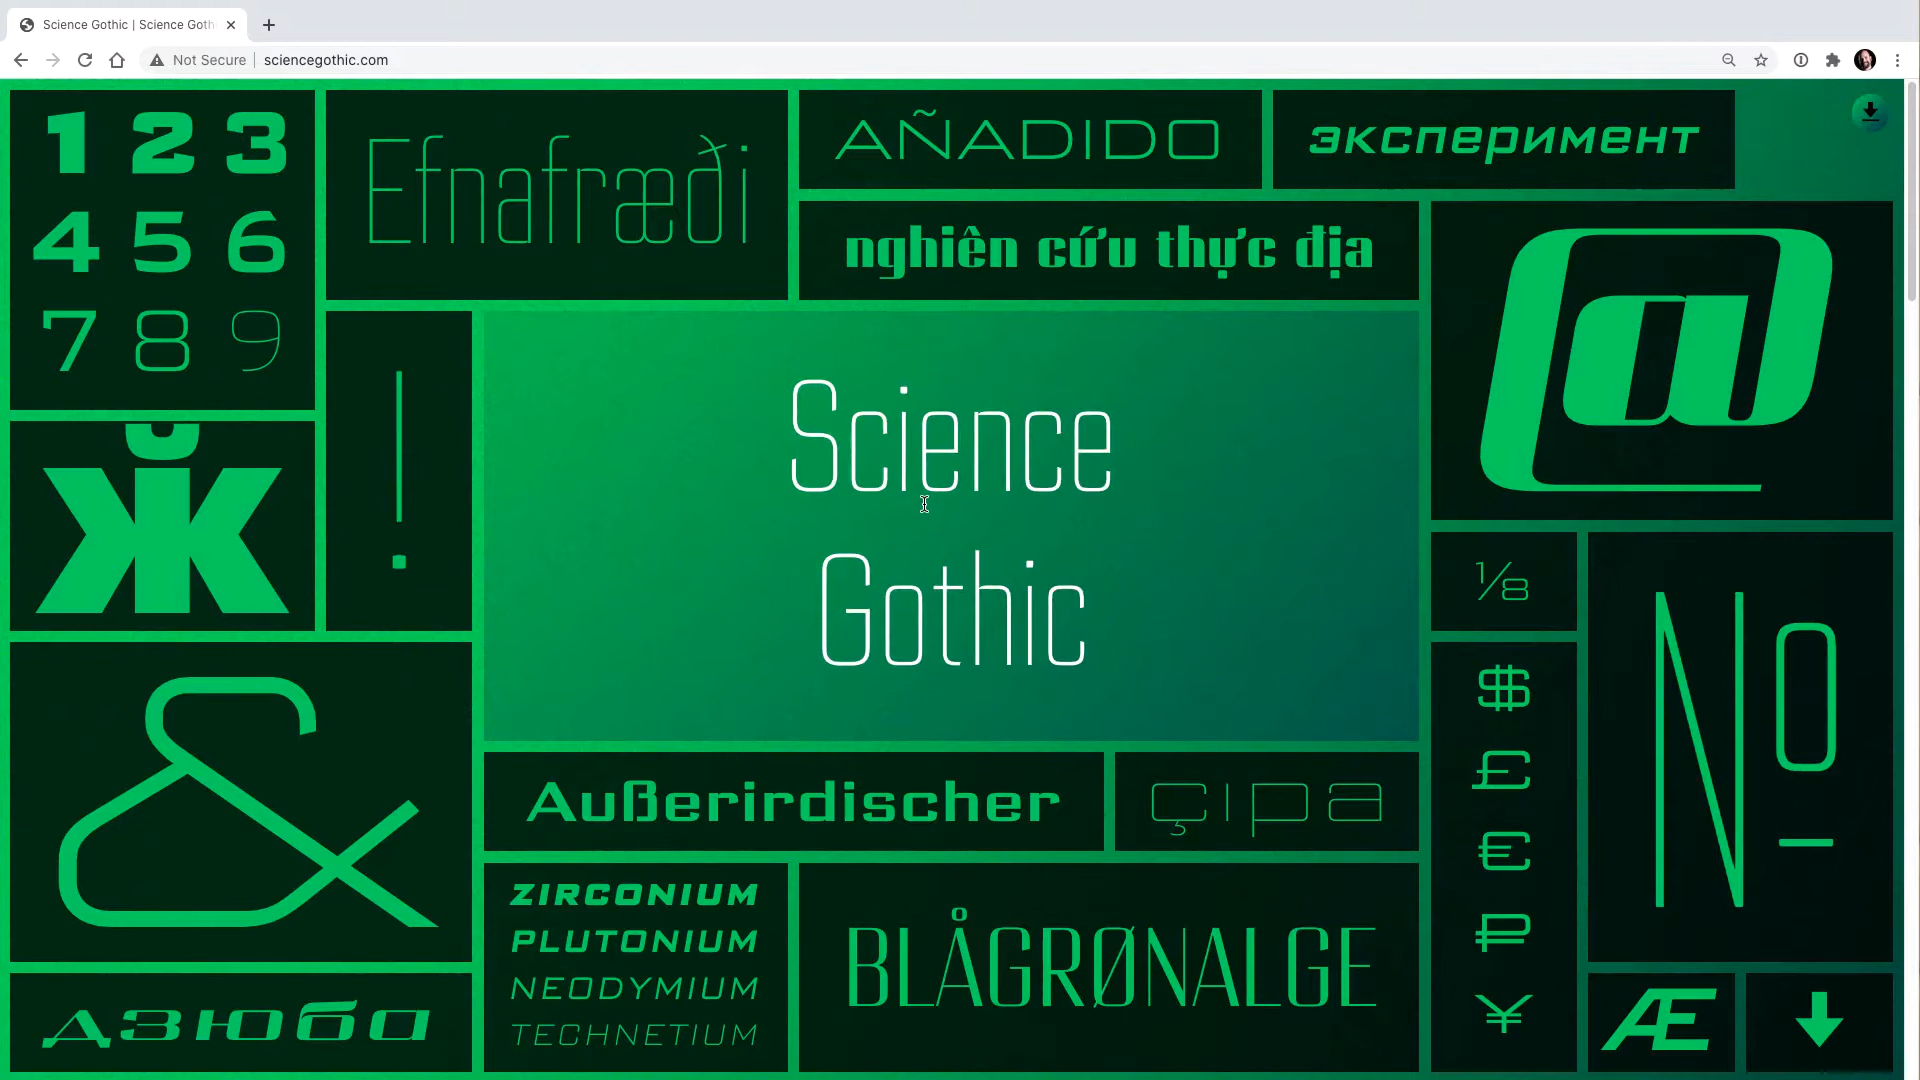 Science Gothic | Science Goth
Not Secure
sciencegothic.com
1 2 3
4 5 6
7 8 9
Efnafræði
AÑADIDO
эксперимент
nghiên cứu thực địa
@
Ӂ
!
Science
Gothic
⅛
№
$
£
€
₽
¥
&
Außerirdischer
çıpa
ZIRCONIUM
PLUTONIUM
NEODYMIUM
TECHNETIUM
BLÅGRØNALGE
дзюба
Æ